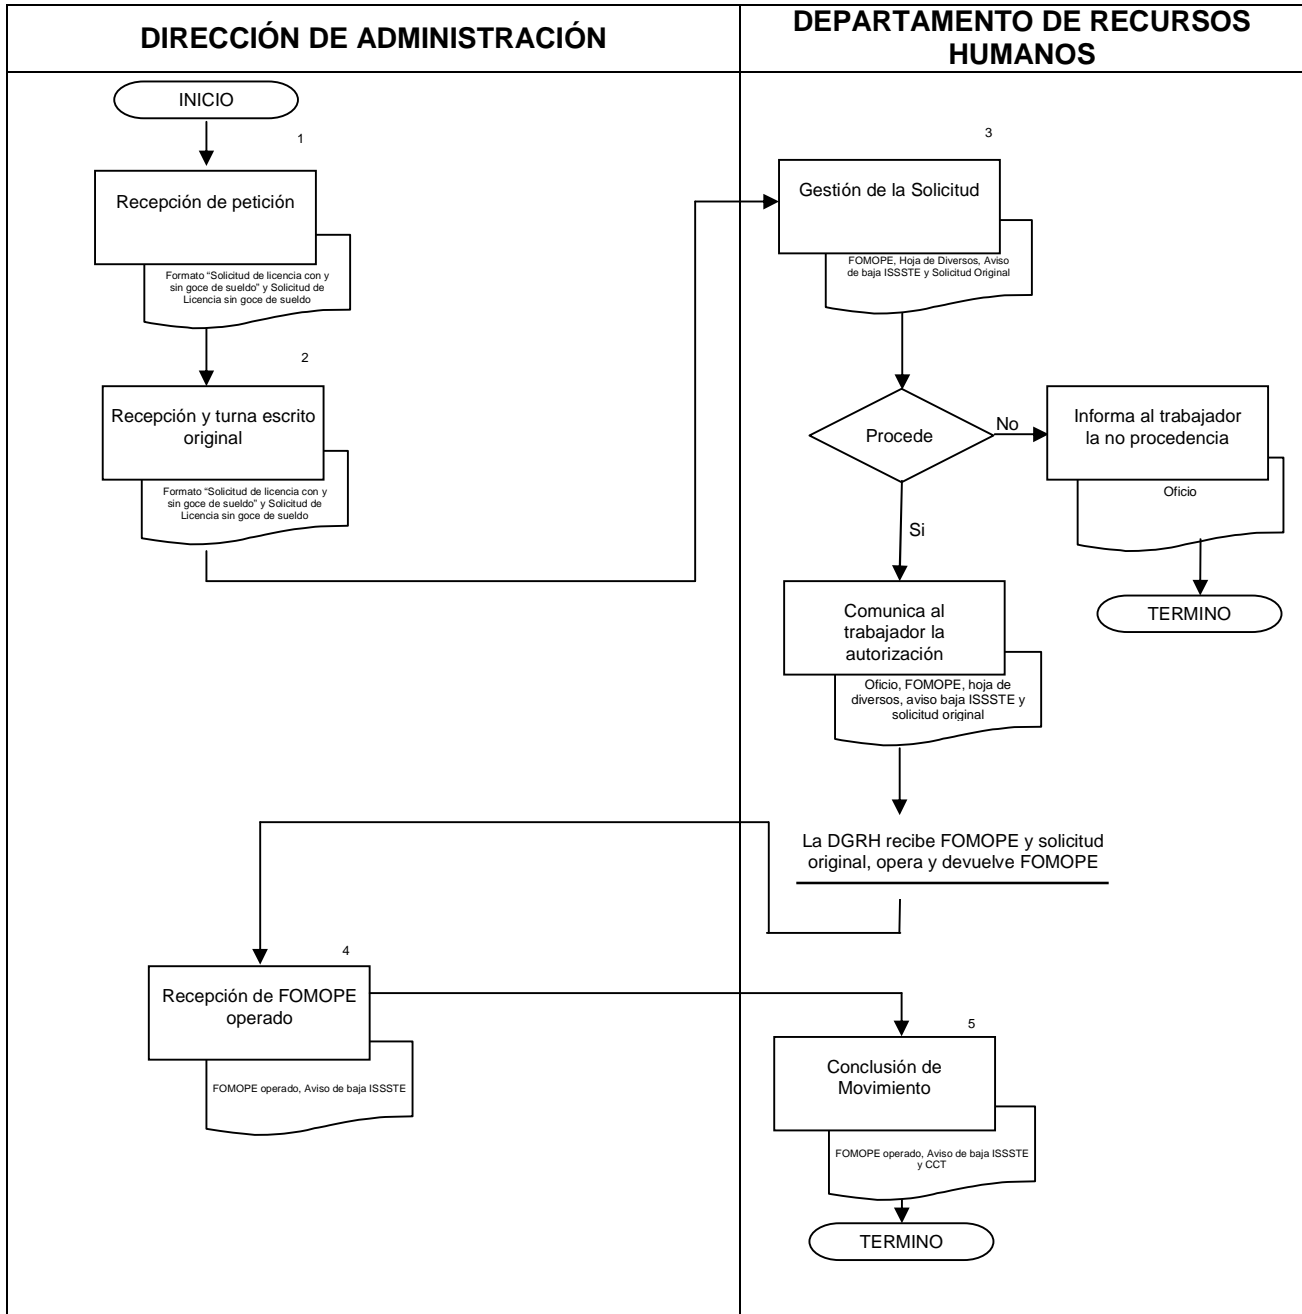 DIRECCIÓN DE ADMINISTRACIÓN
DEPARTAMENTO DE RECURSOS
HUMANOS
INICIO
1
Recepción de petición
Formato “Solicitud de licencia con y
sin goce de sueldo” y Solicitud de
Licencia sin goce de sueldo
2
Recepción y turna escrito
original
Formato “Solicitud de licencia con y
sin goce de sueldo” y Solicitud de
Licencia sin goce de sueldo
3
Gestión de la Solicitud
FOMOPE, Hoja de Diversos, Aviso
de baja ISSSTE y Solicitud Original
Procede
No
Informa al trabajador
la no procedencia
Oficio
TERMINO
Si
Comunica al
trabajador la
autorización
Oficio, FOMOPE, hoja de
diversos, aviso baja ISSSTE y
solicitud original
La DGRH recibe FOMOPE y solicitud
original, opera y devuelve FOMOPE
4
Recepción de FOMOPE
operado
FOMOPE operado, Aviso de baja ISSSTE
5
Conclusión de
Movimiento
FOMOPE operado, Aviso de baja ISSSTE
y CCT
TERMINO